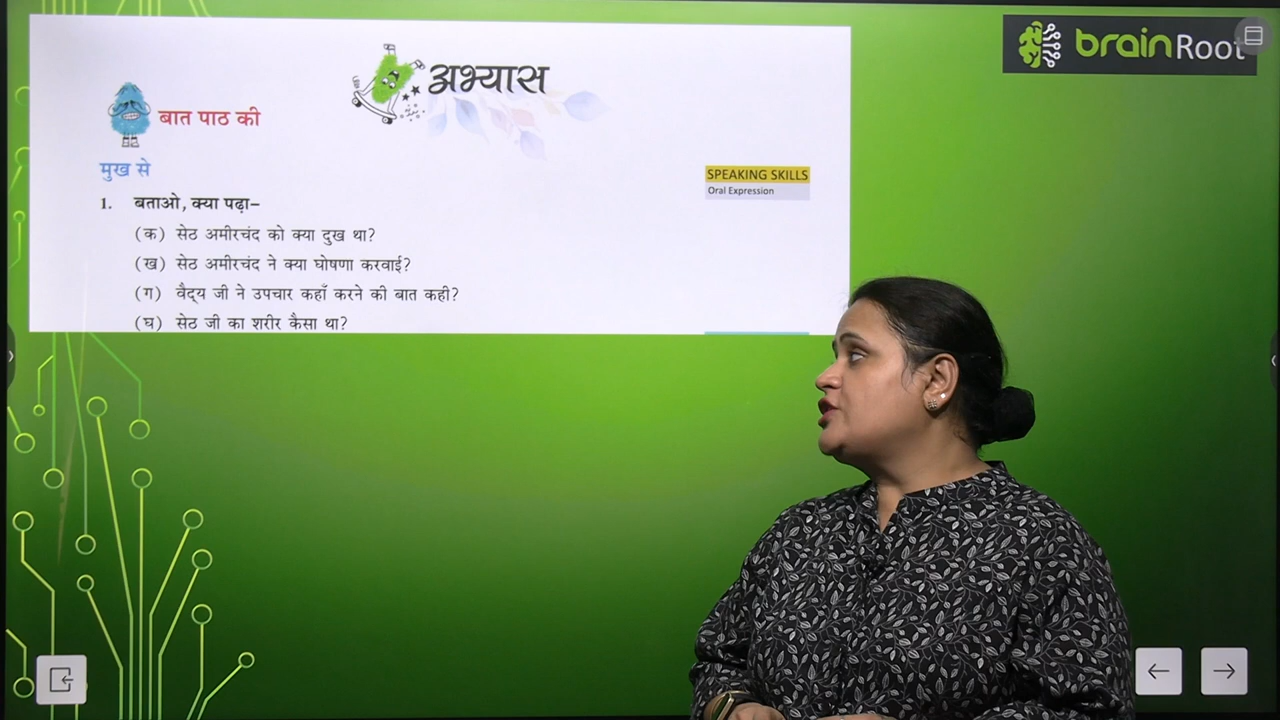 brainRoot
अभ्यास
बात पाठ की
मुख से
SPEAKING SKILLS
Oral Expression
1. बताओ, क्या पढ़ा–
(क) सेठ अमीरचंद को क्या दुख था?
(ख) सेठ अमीरचंद ने क्या घोषणा करवाई?
(ग) वैद्‌य जी ने उपचार कहाँ करने की बात कही?
(घ) सेठ जी का शरीर कैसा था?